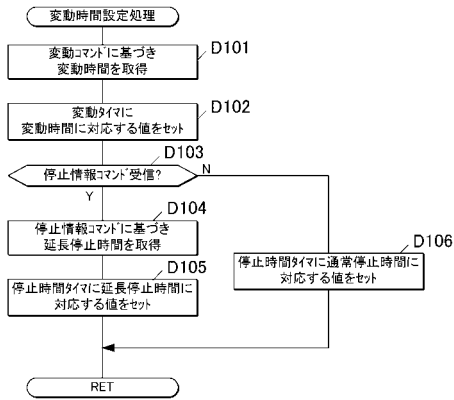 変動時間設定処理
D101
変動コマンドに基づき
変動時間を取得
D102
変動タイマに
変動時間に対応する値をセット
D103
停止情報コマンド受信?
N
Y
D104
停止情報コマンドに基づき
延長停止時間を取得
D105
停止時間タイマに延長停止時間に
対応する値をセット
D106
停止時間タイマに通常停止時間に
対応する値をセット
RET